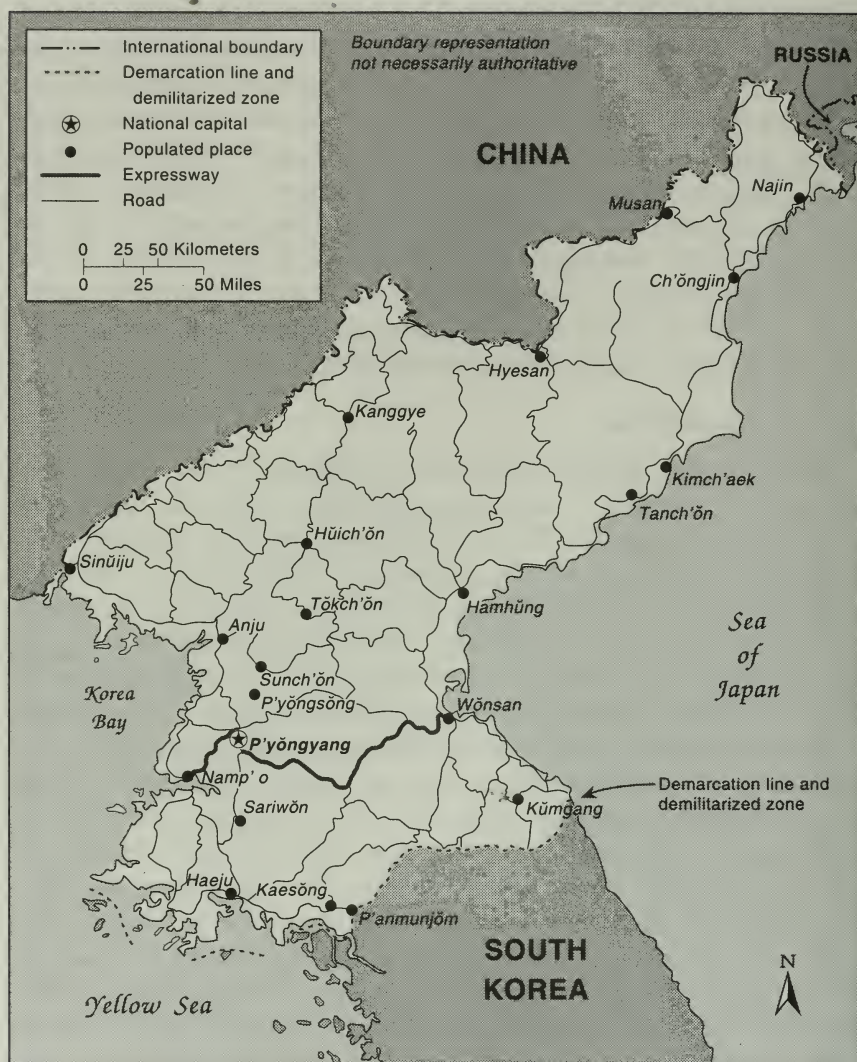 International boundary
Demarcation line and
demilitarized zone
National capital
Populated place
Expressway
Road
0 25 50 Kilometers
0 25 50 Miles
Boundary representation
not necessarily authoritative
RUSSIA
CHINA
Najin
Musan
Ch'ŏngjin
Hyesan
Kanggye
Kimch'aek
Tanch'ŏn
Hŭich'ŏn
Sinŭiju
Tŏkch'ŏn
Hamhŭng
Anju
Sea
of
Japan
Sunch'ŏn
Korea
Bay
P'yŏngsŏng
Wŏnsan
P'yŏngyang
Namp'o
Demarcation line and
demilitarized zone
Kŭmgang
Sariwŏn
Haeju
Kaesŏng
P'anmunjŏm
SOUTH
KOREA
Yellow Sea
N